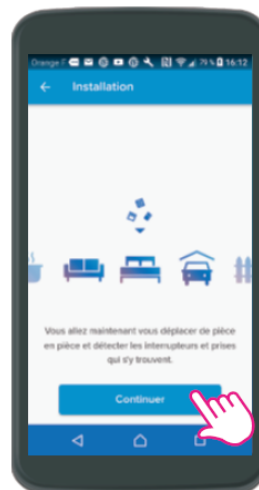 Orange F 79 % 16:12
Installation
Vous allez maintenant vous déplacer de pièce
en pièce et détecter les interrupteurs et prises
qui s'y trouvent.
Continuer